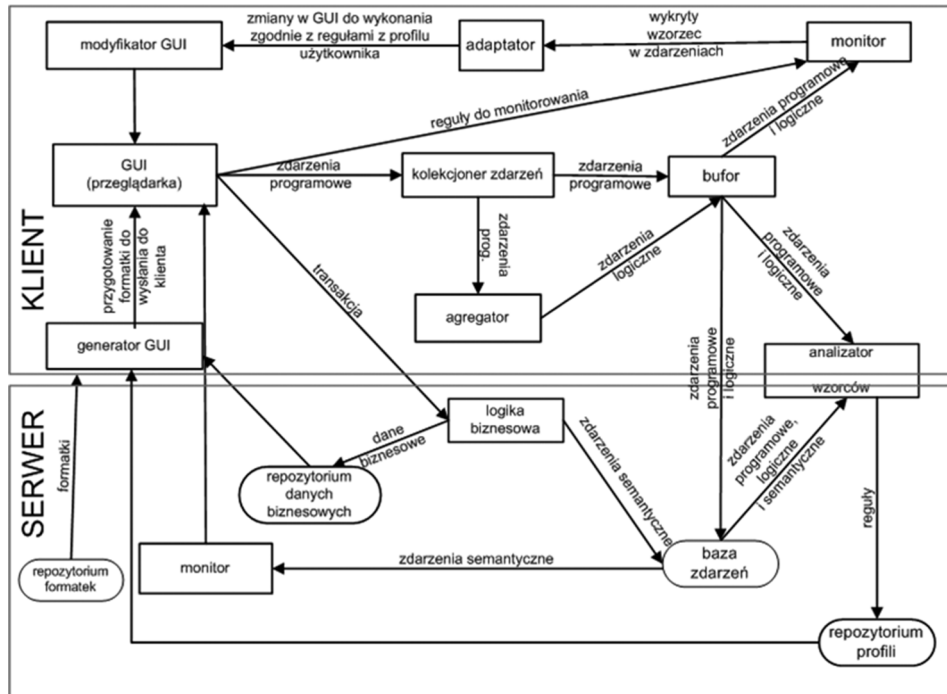 zmiany w GUI do wykonania
zgodnie z regułami z profilu
użytkownika
wykryty
wzorzec
w zdarzeniach
modyfikator GUI
adaptator
monitor
reguły do monitorowania
zdarzenia programowe
i logiczne
GUI
(przeglądarka)
zdarzenia
programowe
kolekcjoner zdarzeń
zdarzenia
programowe
bufor
KLIENT
przygotowanie
formatki do
wysłania do
klienta
transakcja
zdarzenia
prog.
zdarzenia
logiczne
zdarzenia
programowe
i logiczne
agregator
generator GUI
zdarzenia
programowe
i logiczne
analizator
wzorców
SERWER
formatki
logika
biznesowa
dane
biznesowe
repozytorium
danych
biznesowych
zdarzenia semantyczne
zdarzenia
programowe,
logiczne
i semantyczne
reguły
repozytorium
formatek
monitor
zdarzenia semantyczne
baza
zdarzeń
repozytorium
profili